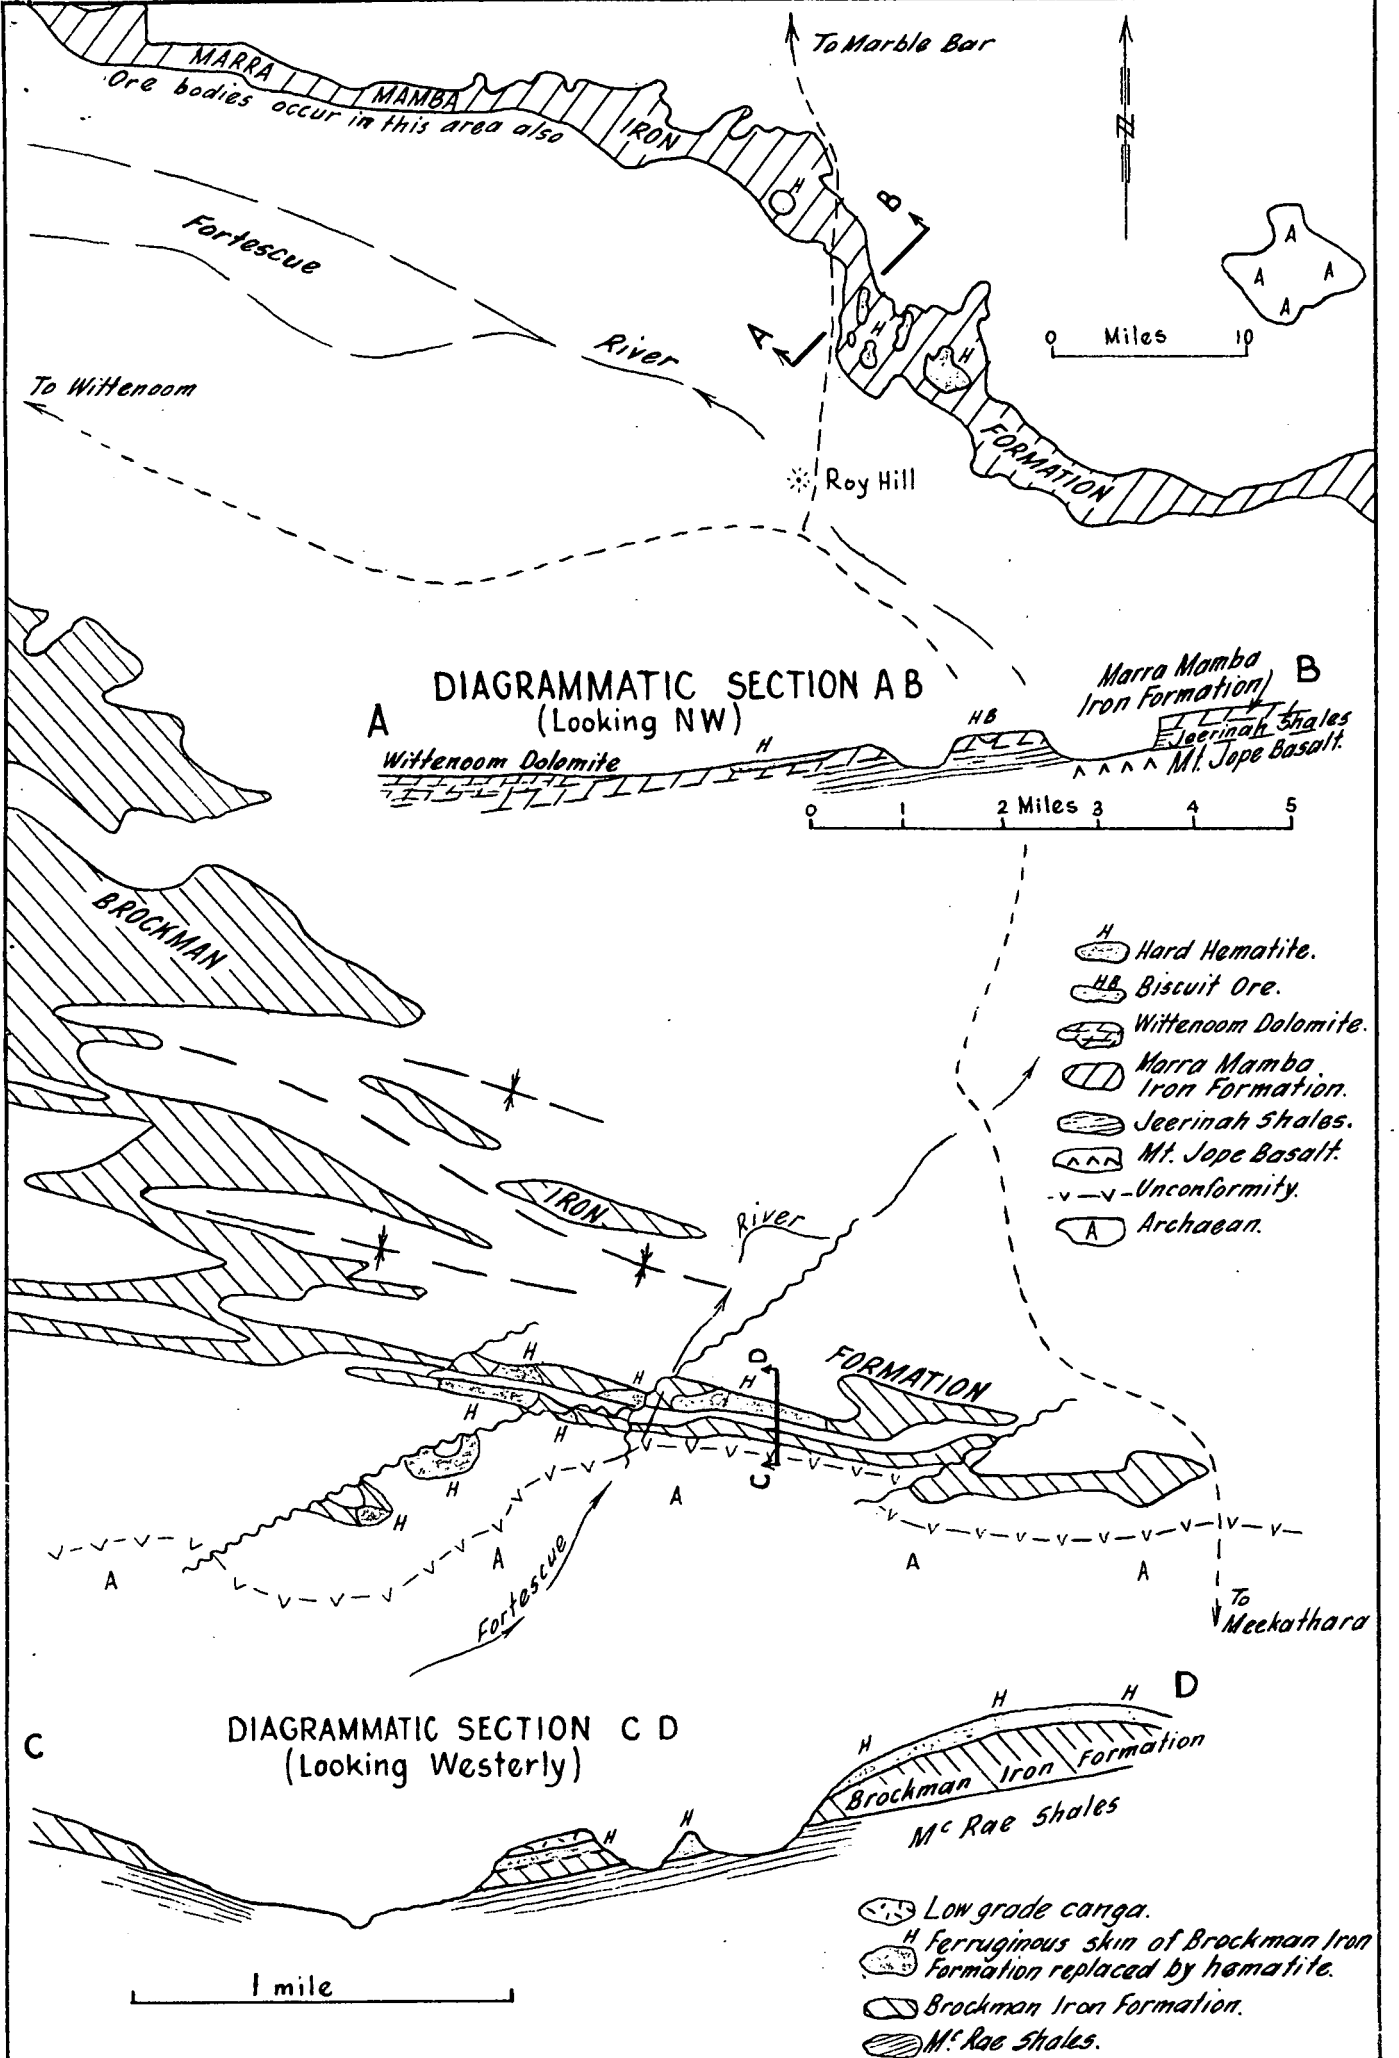 To Marble Bar
N
MARRA
MAMBA
IRON
Ore bodies occur in this area also
H
B
Fortescue
A
A
A
A
A
H
H
River
0 Miles 10
To Wittenoom
FORMATION
Roy Hill
DIAGRAMMATIC SECTION A B
(Looking NW)
A
Marra Mamba
Iron Formation
B
HB
H
Wittenoom Dolomite
Jeerinah Shales
Mt. Jope Basalt.
0 1 2 Miles 3 4 5
BROCKMAN
H
Hard Hematite.
HB
Biscuit Ore.
Wittenoom Dolomite.
Marra Mamba
Iron Formation.
Jeerinah Shales.
Mt. Jope Basalt.
Unconformity.
A
Archaean.
IRON
River
H
H
H
D
FORMATION
H
H
C
H
A
H
V V V V
A
A
A
A
Fortescue
To
Meekathara
DIAGRAMMATIC SECTION C D
(Looking Westerly)
C
H
H
D
H
Brockman Iron Formation
Mc Rae Shales
H
H
1 mile
Low grade canga.
H
Ferruginous skin of Brockman Iron
Formation replaced by hematite.
Brockman Iron Formation.
Mc Rae Shales.